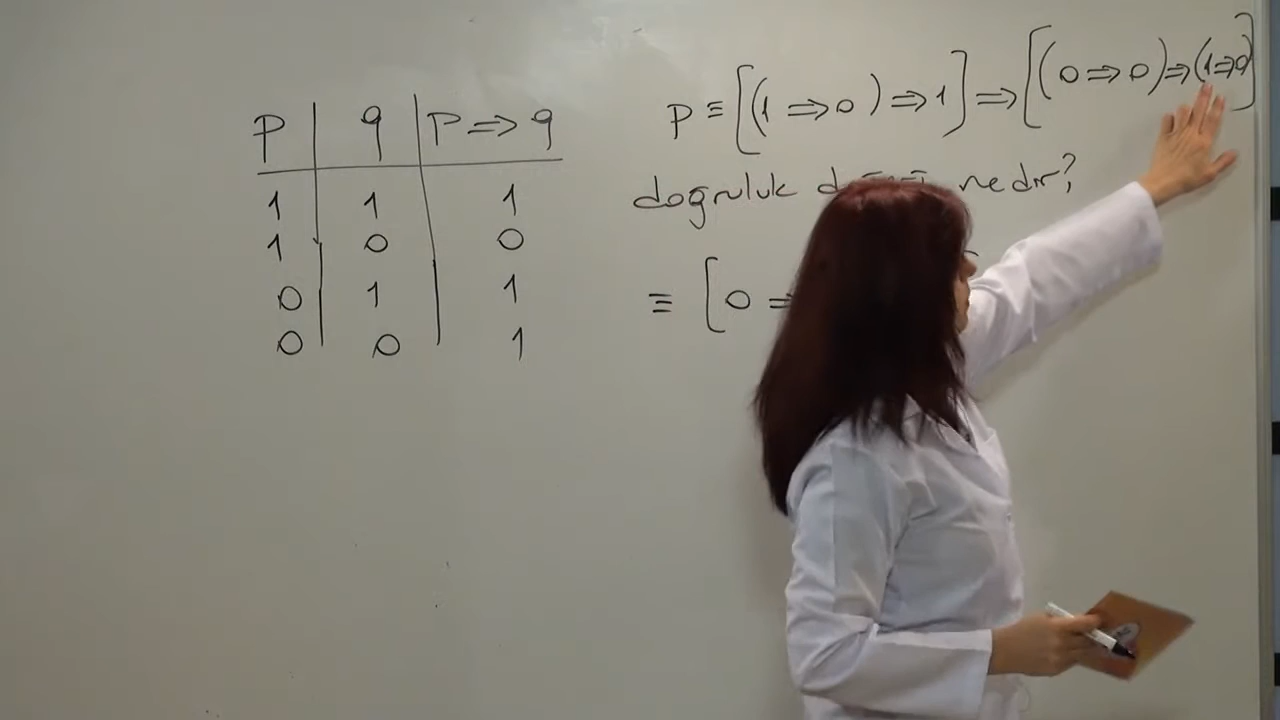 p | q | p ⇒ q
1 | 1 | 1
1 | 0 | 0
0 | 1 | 1
0 | 0 | 1
p ≡ [(1 ⇒ 0) ⇒ 1] ⇒ [(0 ⇒ 0) ⇒ (1 ⇒ 0)]
doğruluk nedir?
≡ [0 ⇒